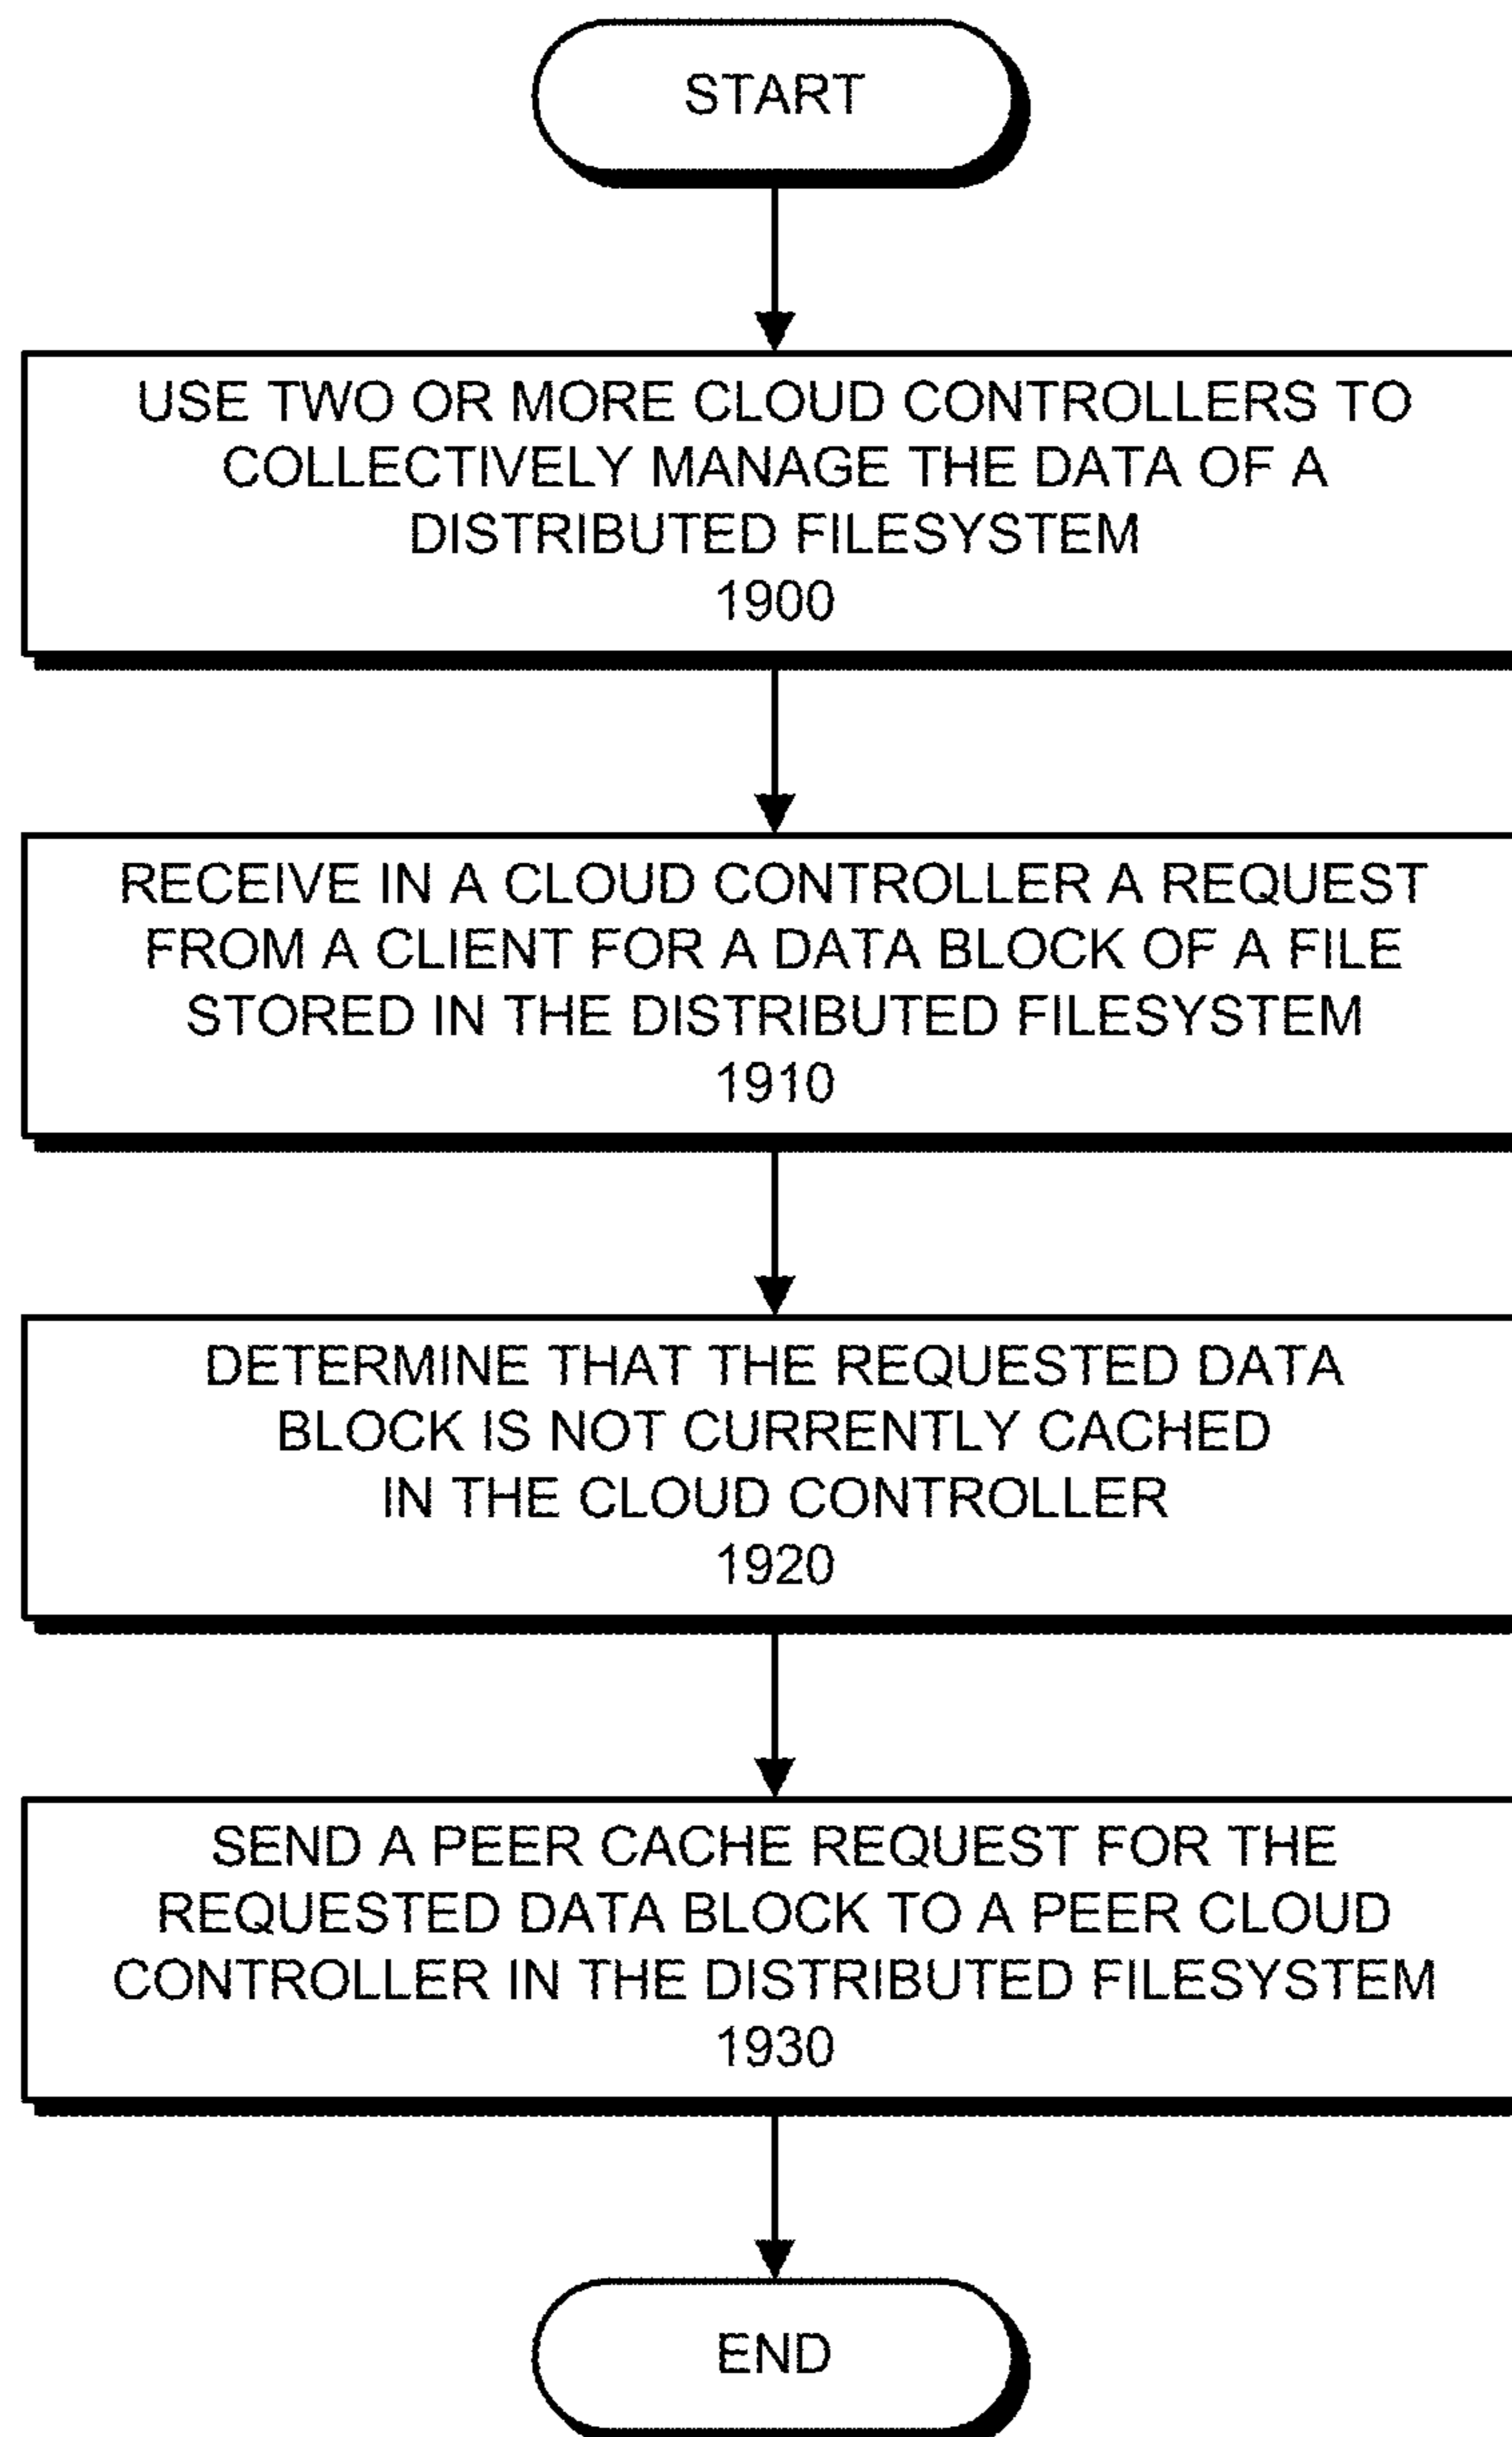 START
USE TWO OR MORE CLOUD CONTROLLERS TO
COLLECTIVELY MANAGE THE DATA OF A
DISTRIBUTED FILESYSTEM
1900
RECEIVE IN A CLOUD CONTROLLER A REQUEST
FROM A CLIENT FOR A DATA BLOCK OF A FILE
STORED IN THE DISTRIBUTED FILESYSTEM
1910
DETERMINE THAT THE REQUESTED DATA
BLOCK IS NOT CURRENTLY CACHED
IN THE CLOUD CONTROLLER
1920
SEND A PEER CACHE REQUEST FOR THE
REQUESTED DATA BLOCK TO A PEER CLOUD
CONTROLLER IN THE DISTRIBUTED FILESYSTEM
1930
END